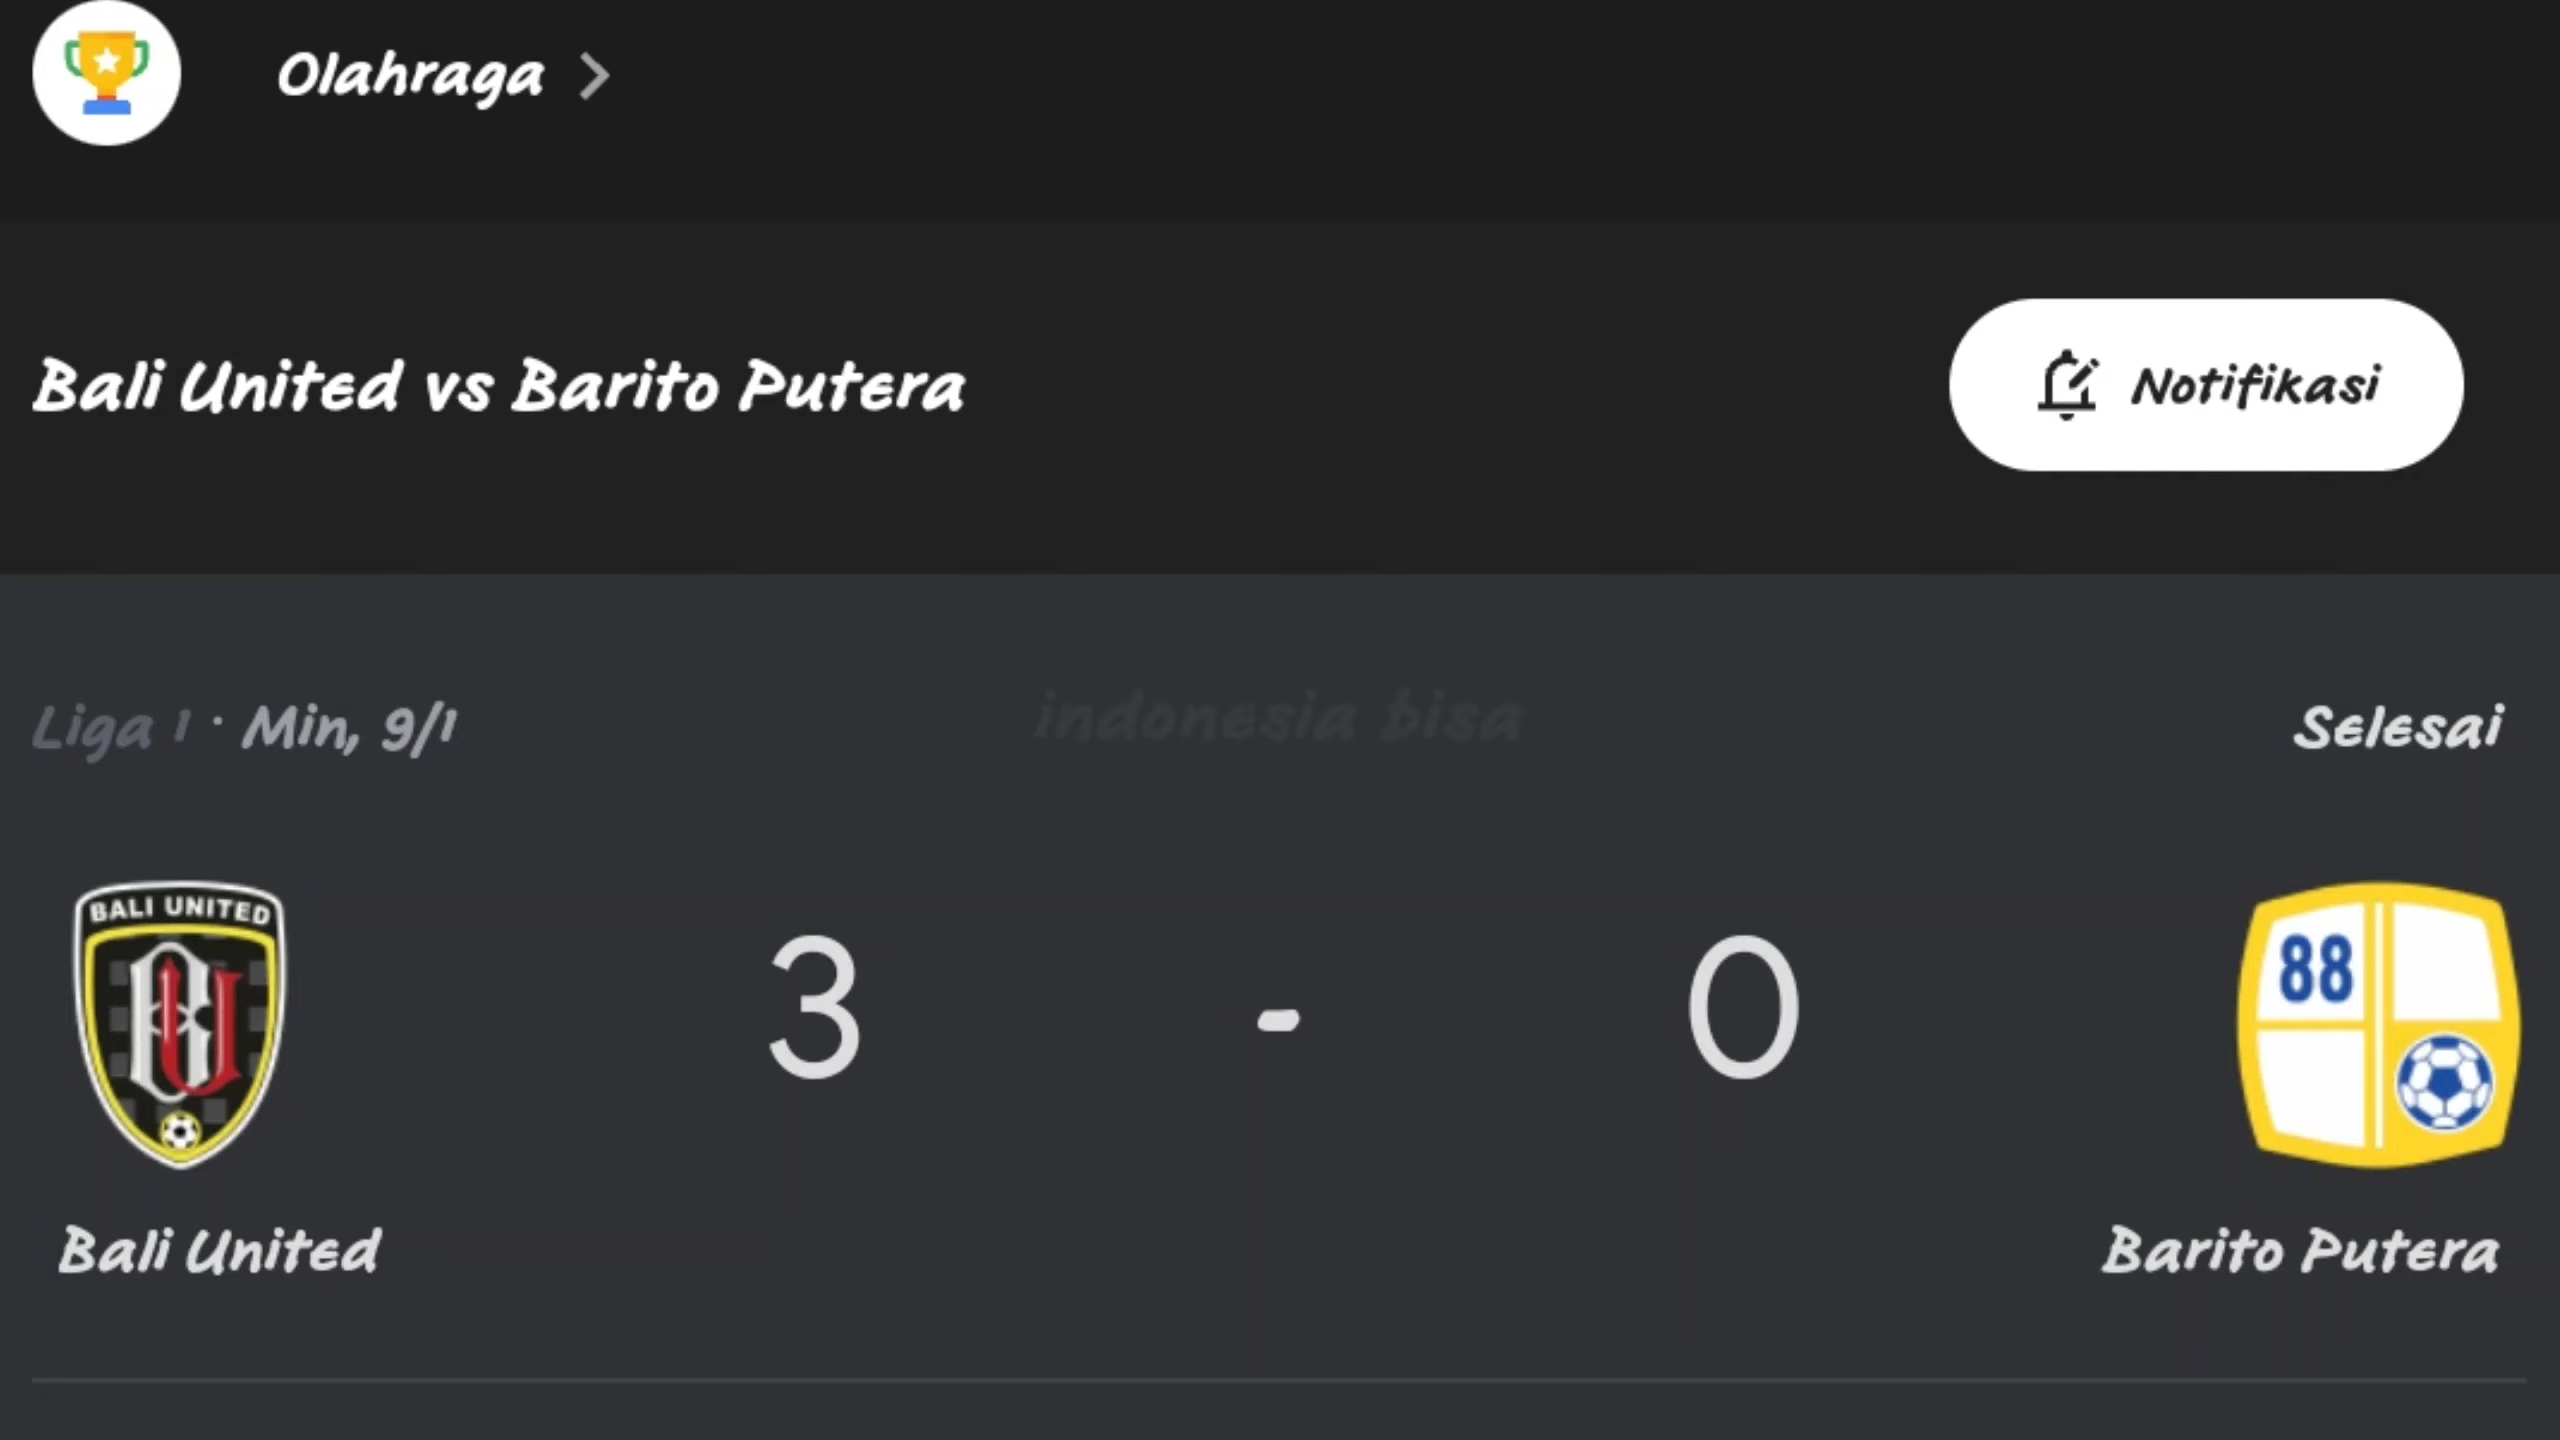 Olahraga
Bali United vs Barito Putera
Notifikasi
Liga 1 · Min, 9/1
indonesia bisa
Selesai
BALI UNITED
BU
3 - 0
88
Bali United
Barito Putera